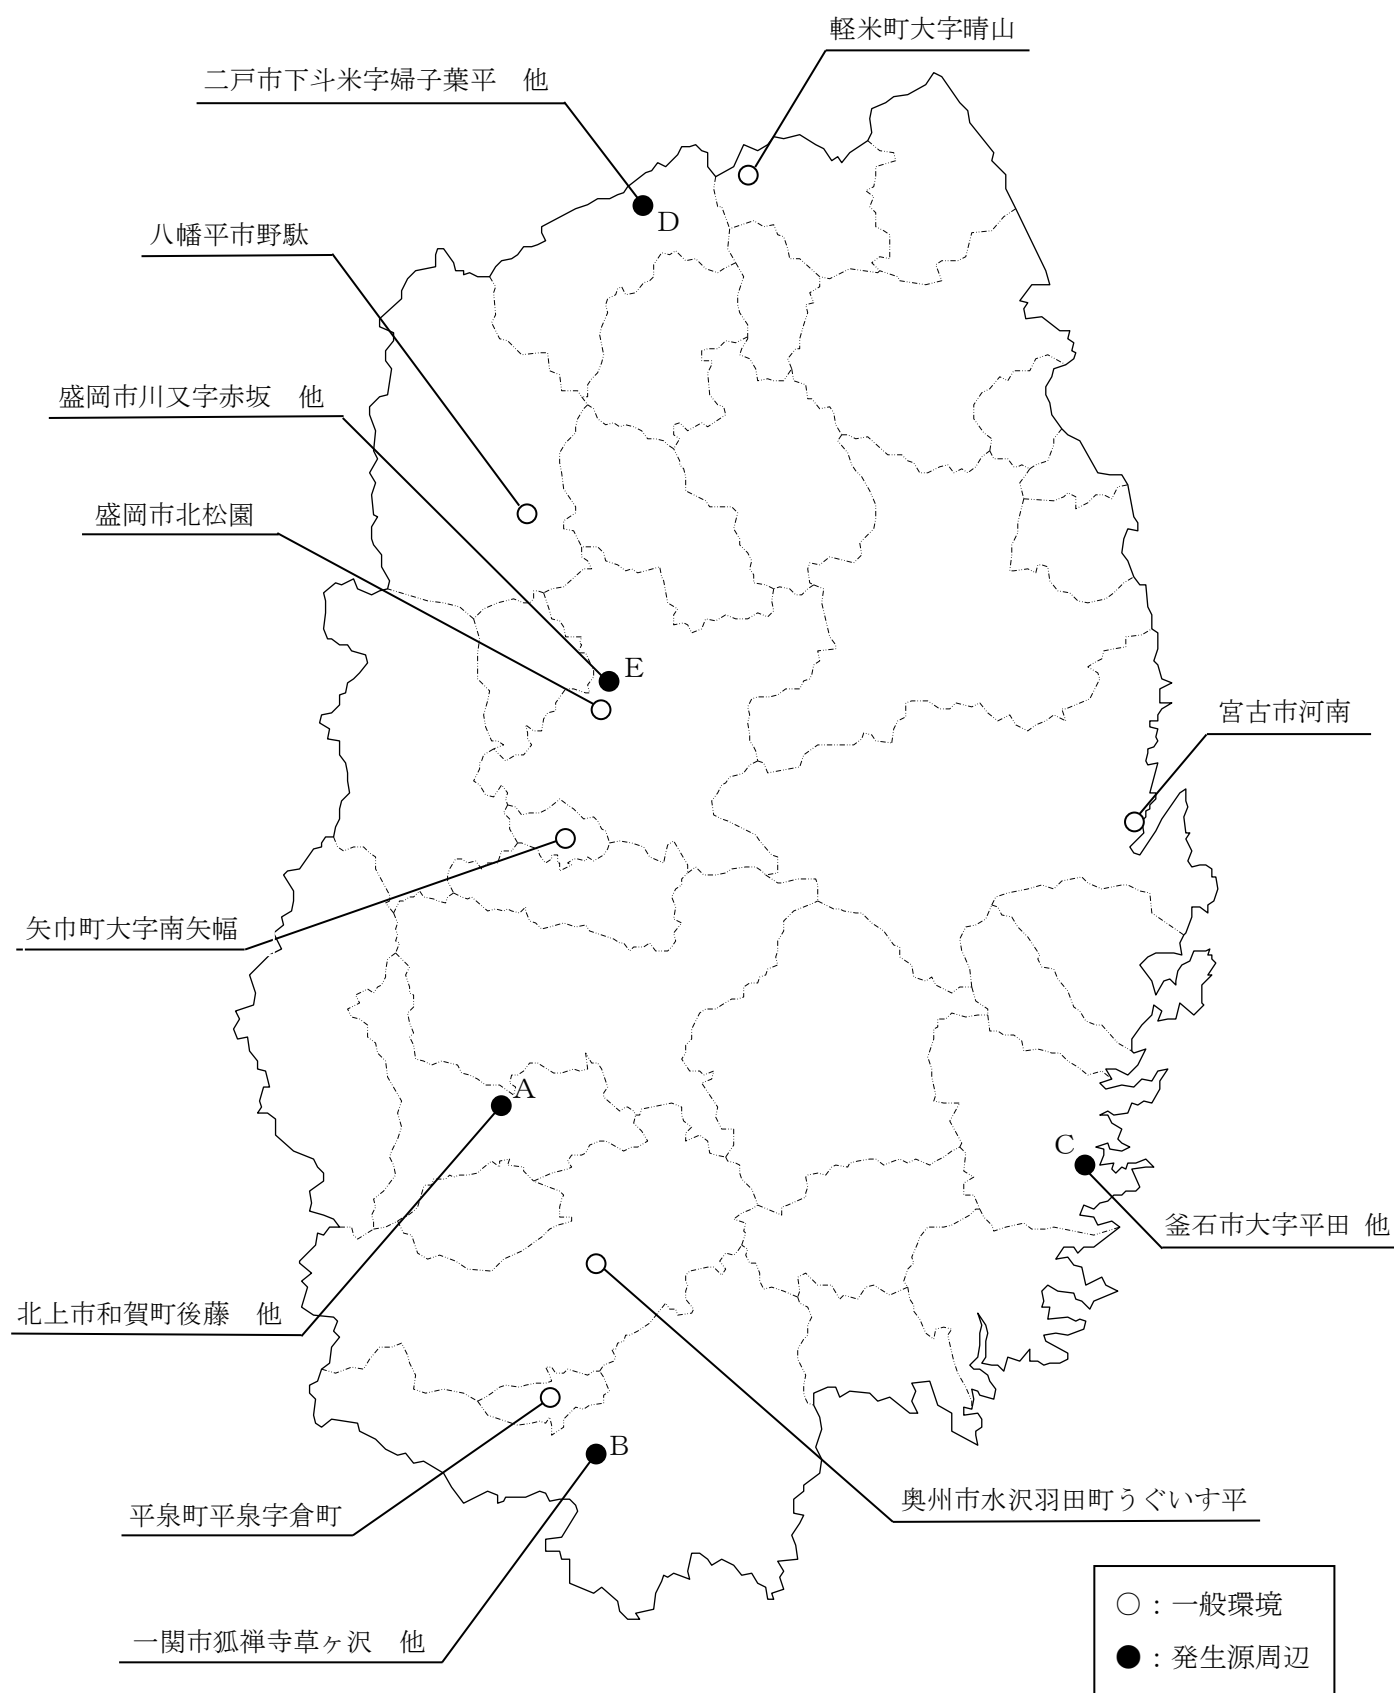 軽米町大字晴山
二戸市下斗米字婦子葉平　他
D
八幡平市野駄
盛岡市川又字赤坂　他
盛岡市北松園
E
宮古市河南
矢巾町大字南矢幅
A
C
釜石市大字平田 他
北上市和賀町後藤　他
B
平泉町平泉字倉町
奥州市水沢羽田町うぐいす平
一関市狐禅寺草ヶ沢　他
○：一般環境
●：発生源周辺